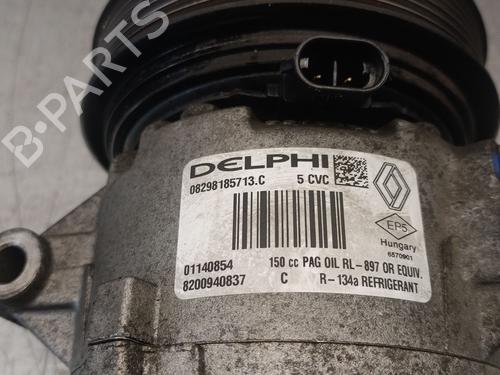 B-PARTS
DELPHI
08298185713.C 5 CVC
EP5
Hungary
6570901
01140854 150 cc PAG OIL RL-897 OR EQUIV.
8200940837 C R-134a REFRIGERANT